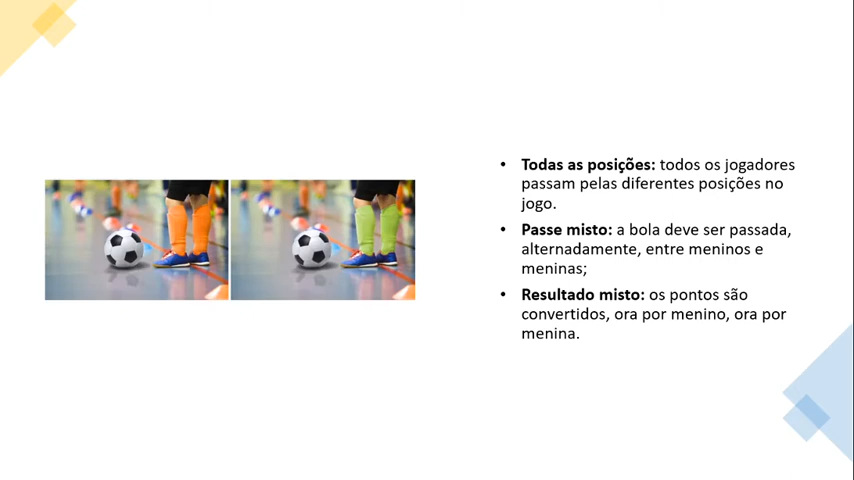 • Todas as posições: todos os jogadores
passam pelas diferentes posições no
jogo.
• Passe misto: a bola deve ser passada,
alternadamente, entre meninos e
meninas;
• Resultado misto: os pontos são
convertidos, ora por menino, ora por
menina.